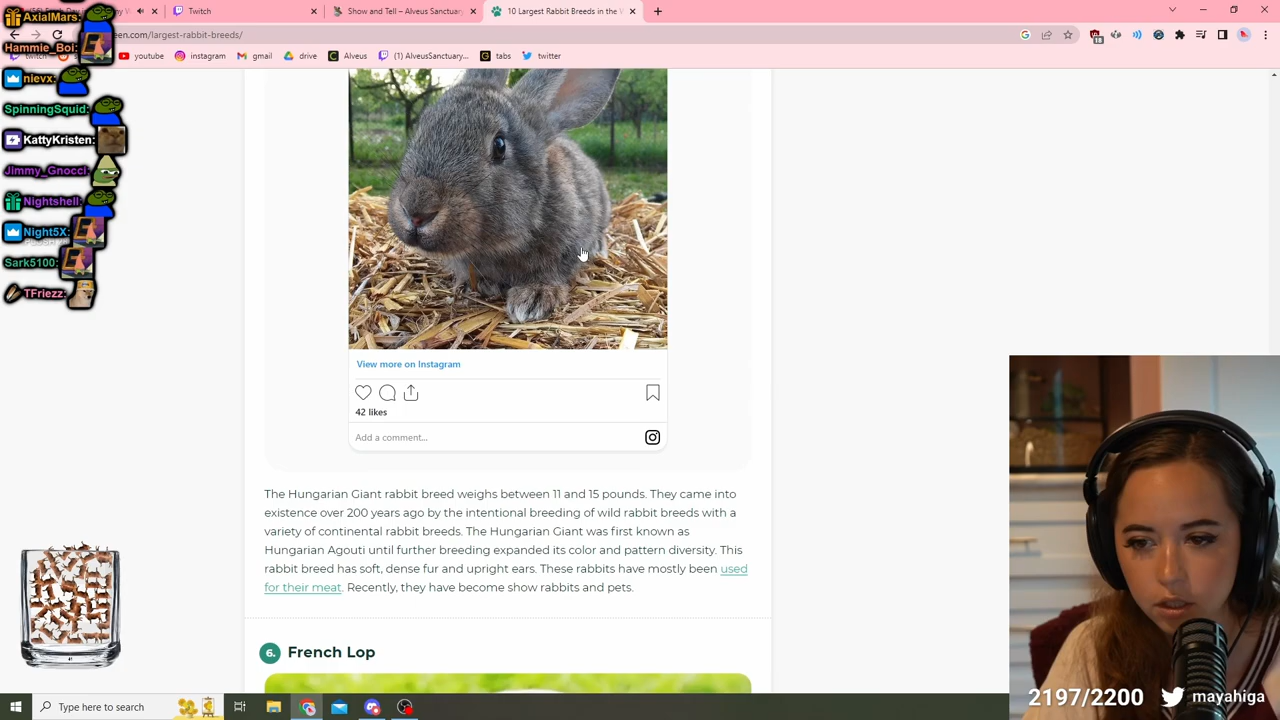 Twitch
Show and Tell – Alveus Sanctuary
10 Largest Rabbit Breeds in the W
een.com/largest-rabbit-breeds/
twitch
youtube
instagram
gmail
drive
Alveus
(1) AlveusSanctuary...
tabs
twitter
AxialMars:
Hammie_Boi:
nievx:
SpinningSquid:
KattyKristen:
Jimmy_Gnocci:
Nightshell:
Night5X:
Sark5100:
TFriezz:
View more on Instagram
42 likes
Add a comment...
The Hungarian Giant rabbit breed weighs between 11 and 15 pounds. They came into
existence over 200 years ago by the intentional breeding of wild rabbit breeds with a
variety of continental rabbit breeds. The Hungarian Giant was first known as
Hungarian Agouti until further breeding expanded its color and pattern diversity. This
rabbit breed has soft, dense fur and upright ears. These rabbits have mostly been used
for their meat. Recently, they have become show rabbits and pets.
6. French Lop
Type here to search
2197/2200 mayahiga